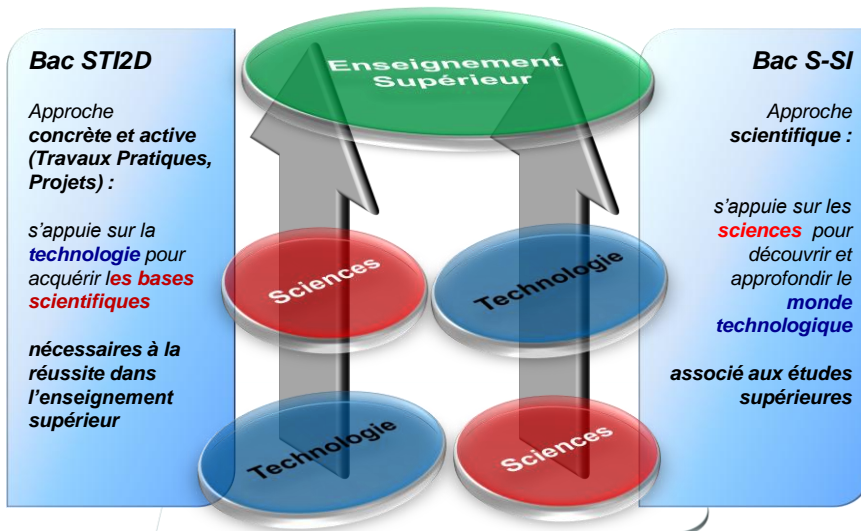 Bac STI2D
Approche
concrète et active
(Travaux Pratiques,
Projets) :
s'appuie sur la
technologie pour
acquérir les bases
scientifiques
nécessaires à la
réussite dans
l'enseignement
supérieur
Enseignement
Supérieur
Sciences
Technologie
Technologie
Sciences
Bac S-SI
Approche
scientifique :
s'appuie sur les
sciences pour
découvrir et
approfondir le
monde
technologique
associé aux études
supérieures